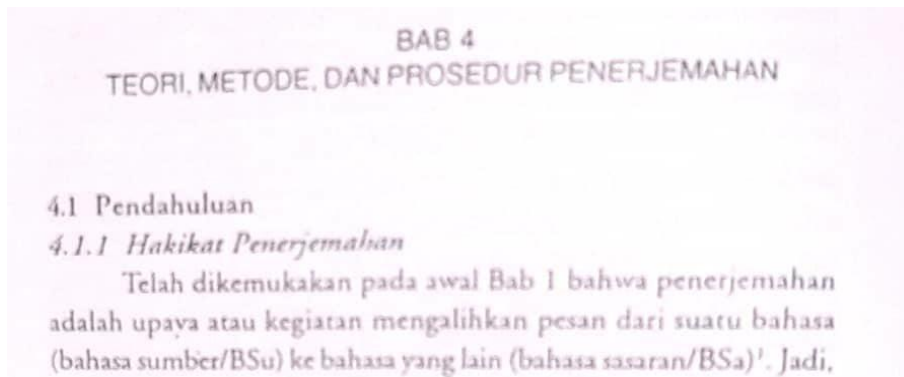 BAB 4
TEORI, METODE, DAN PROSEDUR PENERJEMAHAN
4.1 Pendahuluan
4.1.1 Hakikat Penerjemahan
Telah dikemukakan pada awal Bab 1 bahwa penerjemahan
adalah upaya atau kegiatan mengalihkan pesan dari suatu bahasa
(bahasa sumber/BSu) ke bahasa yang lain (bahasa sasaran/BSa)¹. Jadi,